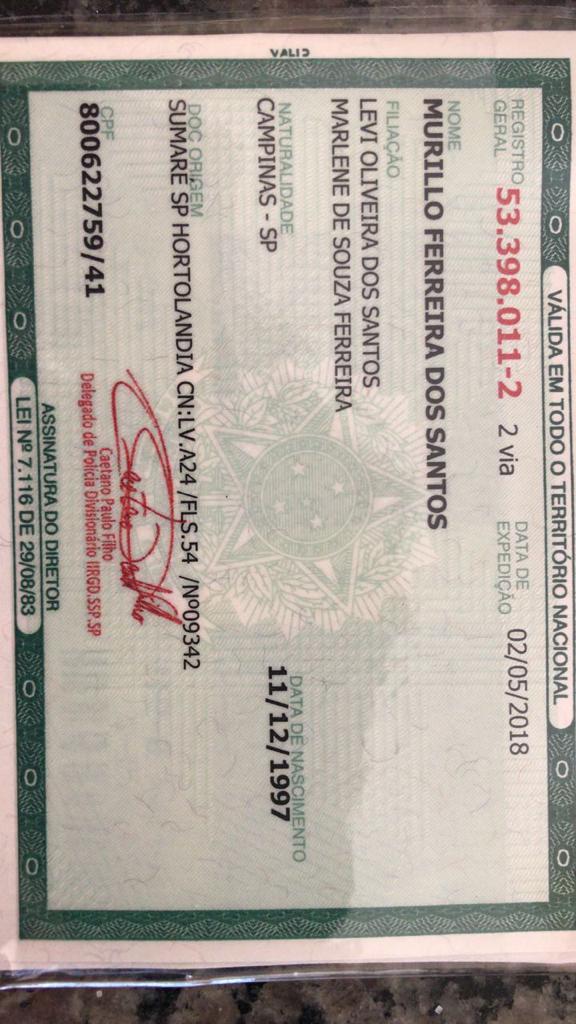 VALID
VÁLIDA EM TODO O TERRITÓRIO NACIONAL
REGISTRO GERAL 53.398.011-2 2 via DATA DE EXPEDIÇÃO 02/05/2018
NOME
MURILLO FERREIRA DOS SANTOS
FILIAÇÃO
LEVI OLIVEIRA DOS SANTOS
MARLENE DE SOUZA FERREIRA
NATURALIDADE DATA DE NASCIMENTO
CAMPINAS - SP 11/12/1997
DOC ORIGEM
SUMARÉ SP HORTOLANDIA CN:LV.A24 /FLS.54 /Nº09342
CPF
800622759/41
Caetano Paulo Filho
Delegado de Polícia Divisionário IIRGD.SSP.SP
ASSINATURA DO DIRETOR
LEI Nº 7.116 DE 29/08/83